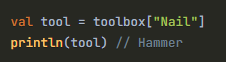 val tool = toolbox["Nail"]
println(tool) // Hammer